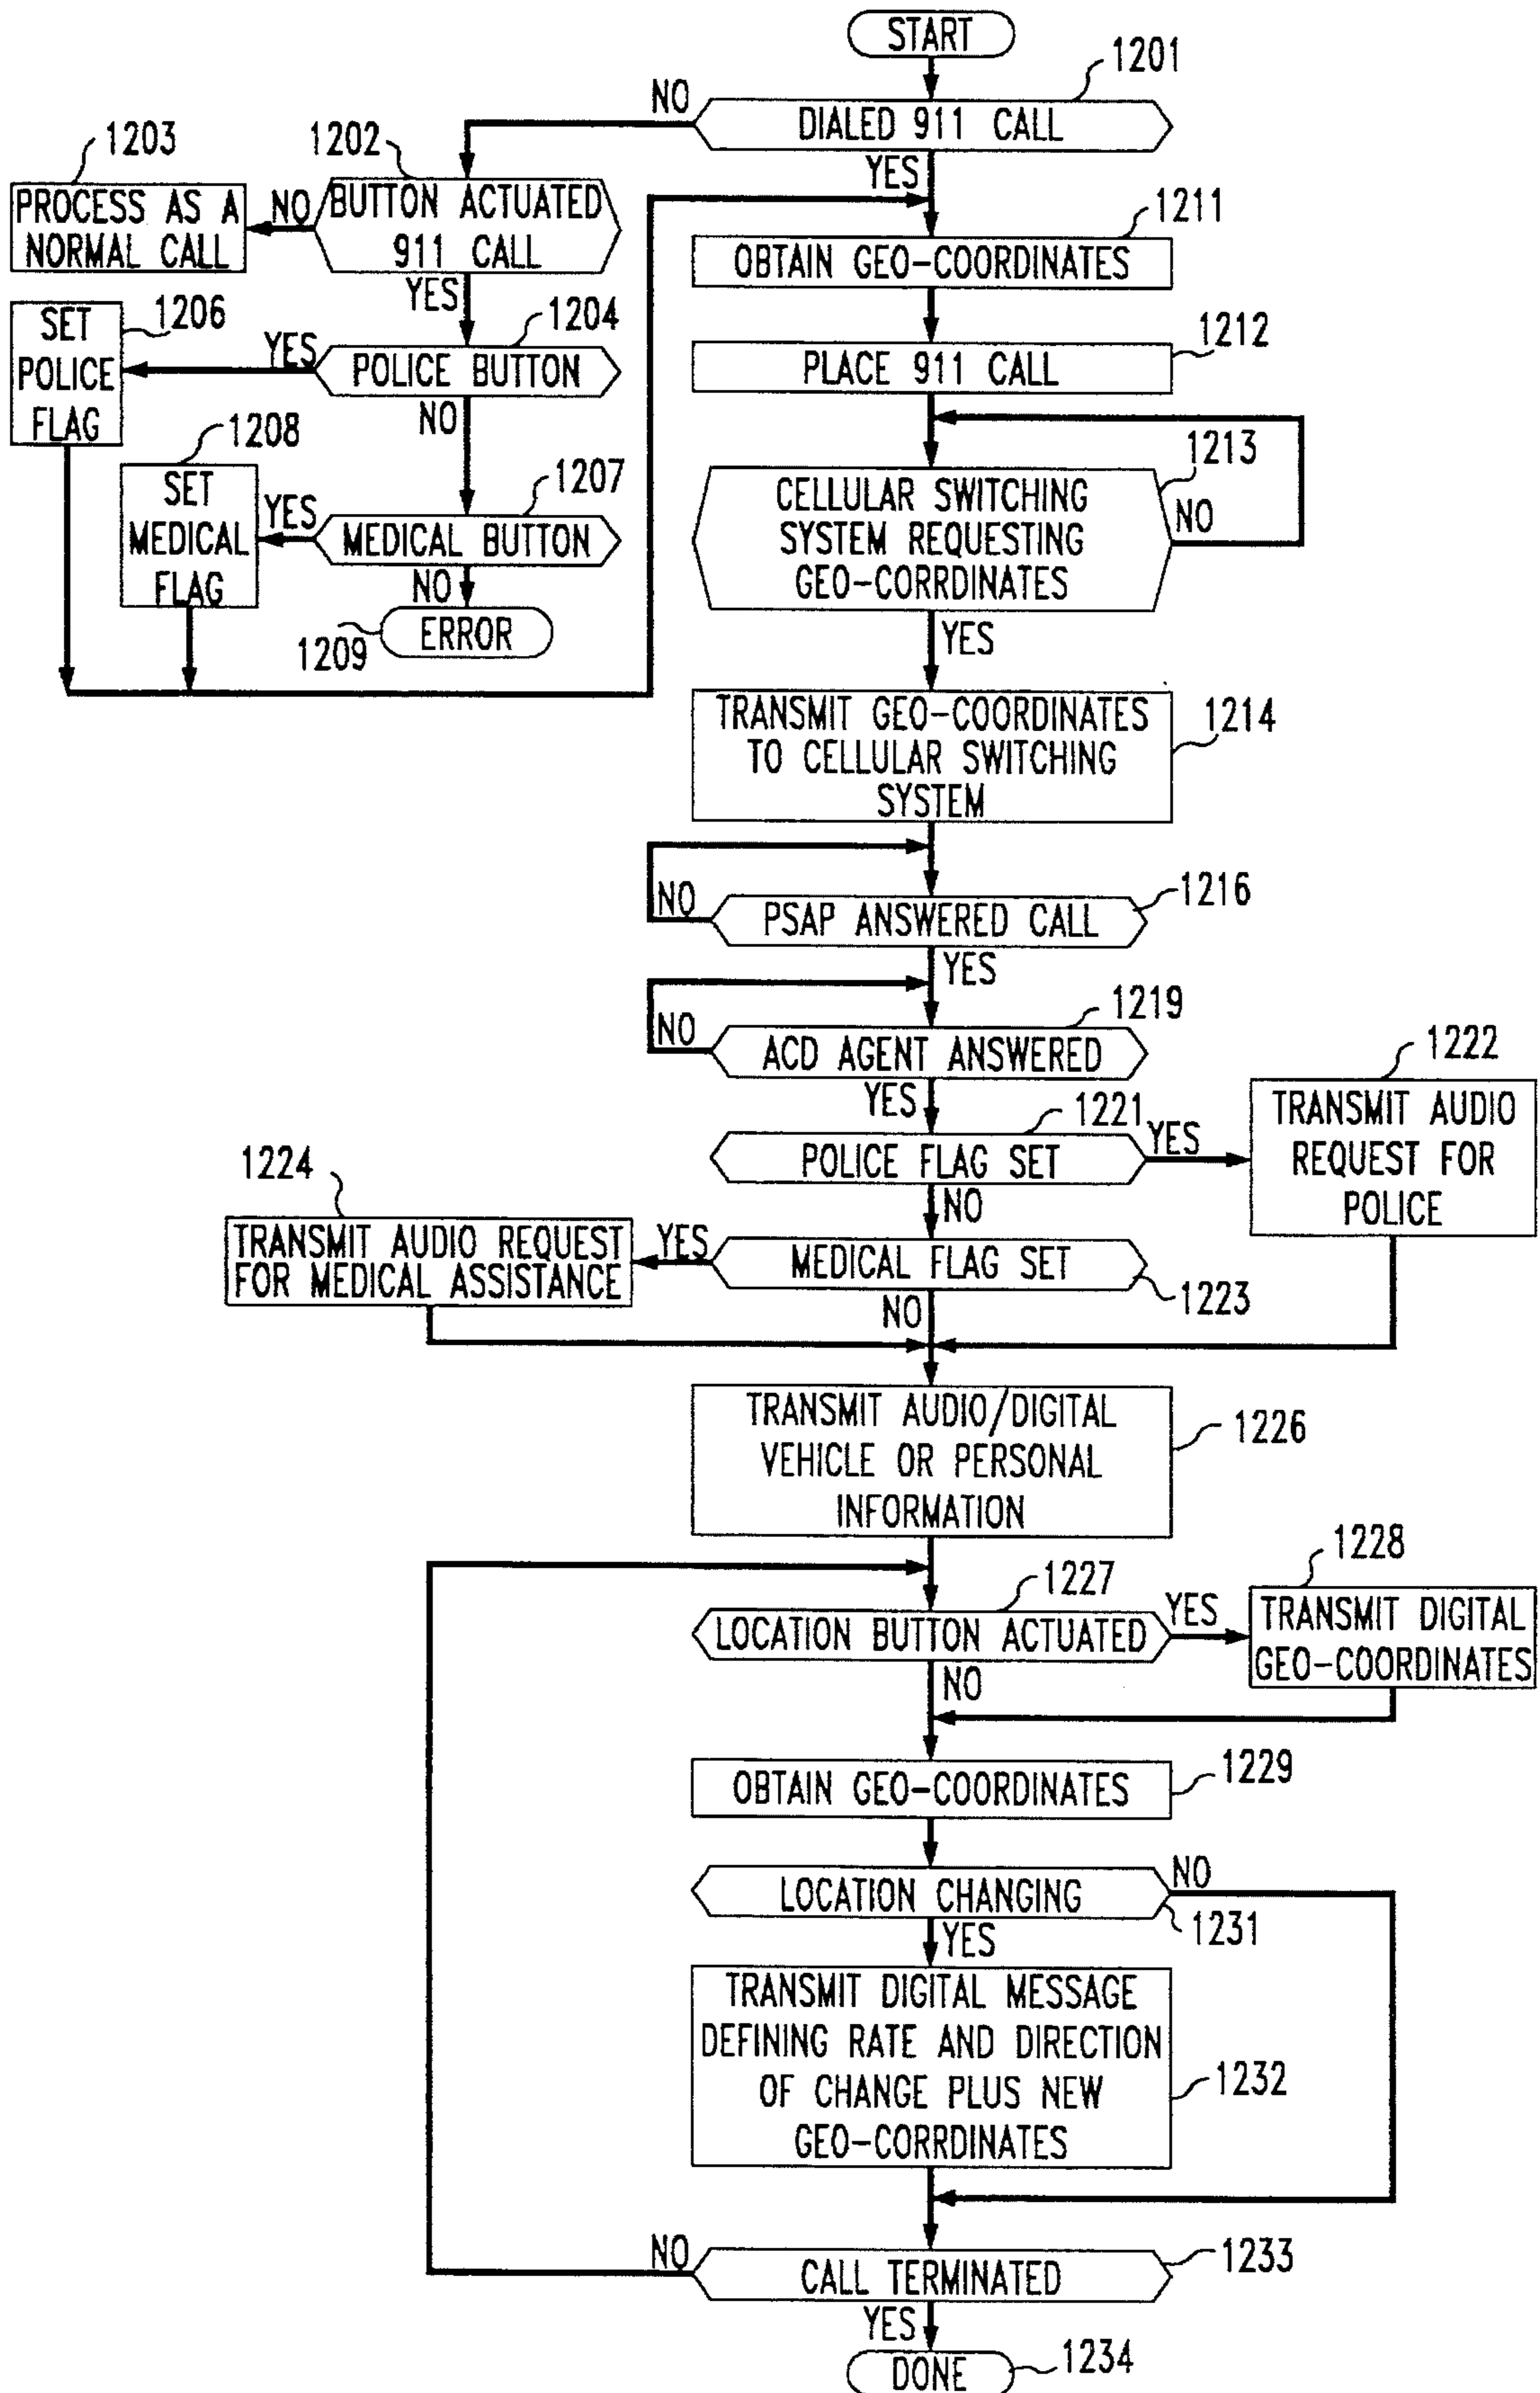 START
1201
DIALED 911 CALL
NO
YES
1203
PROCESS AS A
NORMAL CALL
1202
BUTTON ACTUATED
911 CALL
NO
YES
1206
SET
POLICE
FLAG
1204
POLICE BUTTON
YES
NO
1208
SET
MEDICAL
FLAG
1207
MEDICAL BUTTON
YES
NO
1209
ERROR
1211
OBTAIN GEO-COORDINATES
1212
PLACE 911 CALL
1213
CELLULAR SWITCHING
SYSTEM REQUESTING
GEO-CORRDINATES
NO
YES
TRANSMIT GEO-COORDINATES
TO CELLULAR SWITCHING
SYSTEM
1214
1216
NO
PSAP ANSWERED CALL
YES
1219
NO
ACD AGENT ANSWERED
YES
1221
POLICE FLAG SET
YES
NO
1222
TRANSMIT AUDIO
REQUEST FOR
POLICE
1224
TRANSMIT AUDIO REQUEST
FOR MEDICAL ASSISTANCE
YES
MEDICAL FLAG SET
1223
NO
TRANSMIT AUDIO/DIGITAL
VEHICLE OR PERSONAL
INFORMATION
1226
1227
LOCATION BUTTON ACTUATED
YES
NO
1228
TRANSMIT DIGITAL
GEO-COORDINATES
OBTAIN GEO-COORDINATES
1229
LOCATION CHANGING
NO
1231
YES
TRANSMIT DIGITAL MESSAGE
DEFINING RATE AND DIRECTION
OF CHANGE PLUS NEW
GEO-CORRDINATES
1232
NO
CALL TERMINATED
1233
YES
DONE
1234